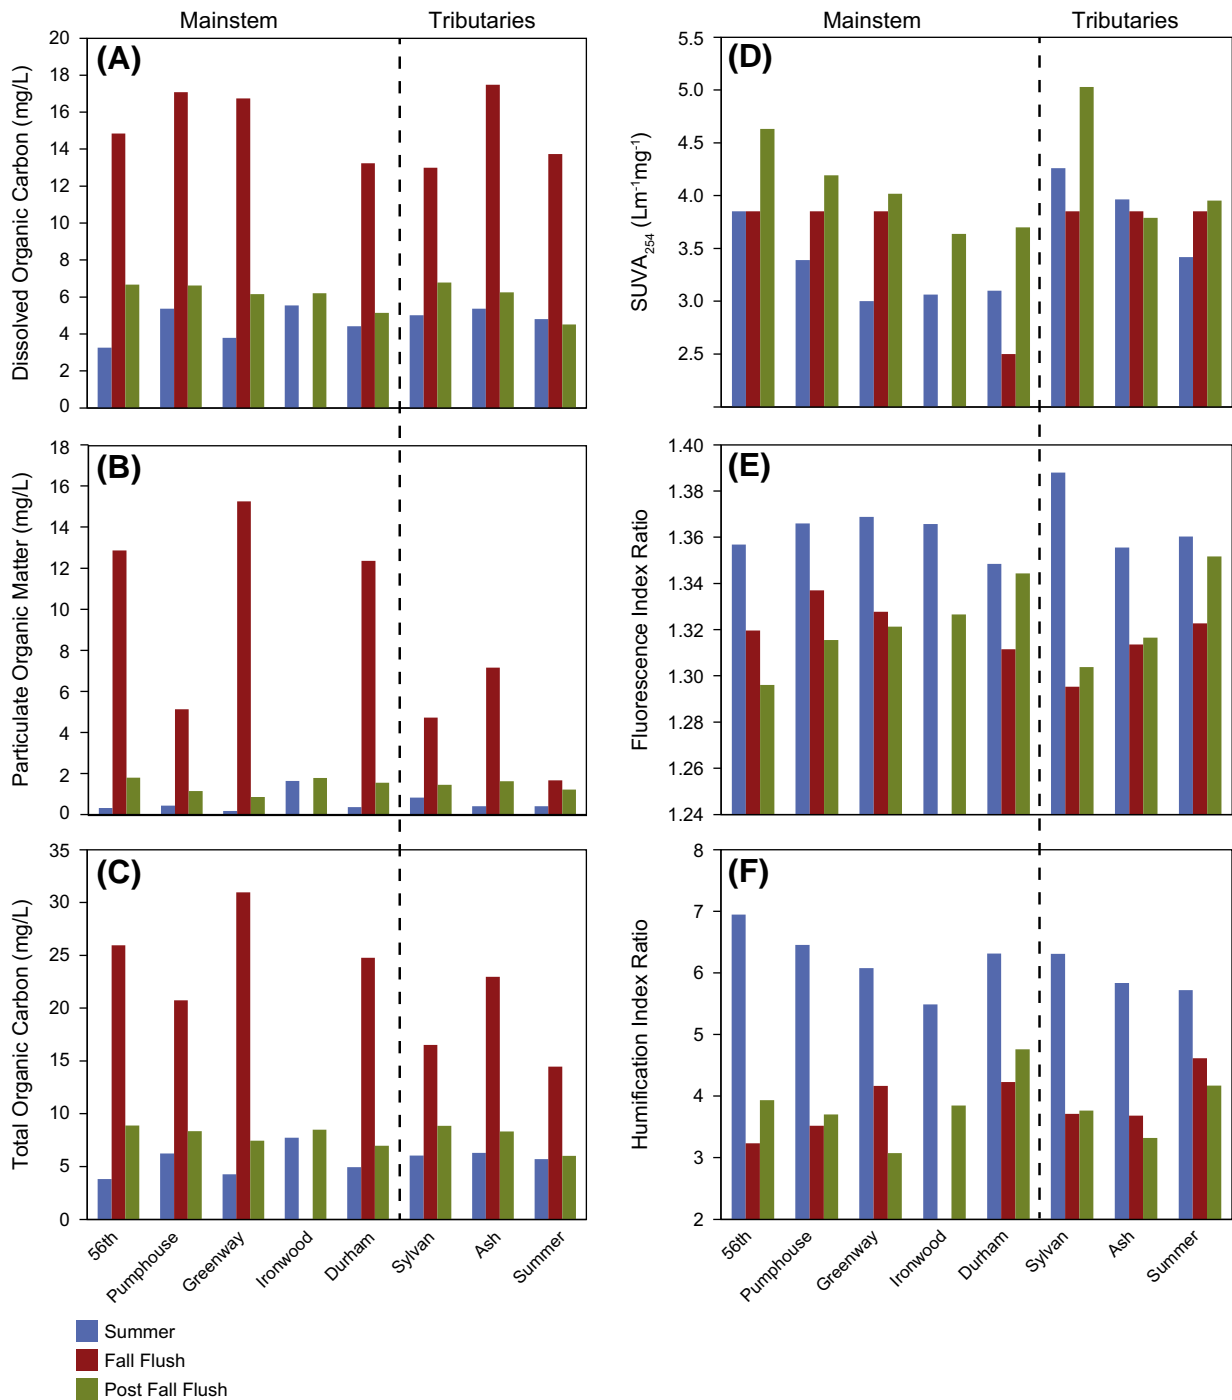 Mainstem Tributaries
(A)
Dissolved Organic Carbon (mg/L)
20
18
16
14
12
10
8
6
4
2
0
(B)
Particulate Organic Matter (mg/L)
18
16
14
12
10
8
6
4
2
0
(C)
Total Organic Carbon (mg/L)
35
30
25
20
15
10
5
0
56th
Pumphouse
Greenway
Ironwood
Durham
Sylvan
Ash
Summer
Mainstem Tributaries
(D)
SUVA254 (Lm-1mg-1)
5.5
5.0
4.5
4.0
3.5
3.0
2.5
(E)
Fluorescence Index Ratio
1.40
1.38
1.36
1.34
1.32
1.30
1.28
1.26
1.24
(F)
Humification Index Ratio
8
7
6
5
4
3
2
56th
Pumphouse
Greenway
Ironwood
Durham
Sylvan
Ash
Summer
Summer
Fall Flush
Post Fall Flush